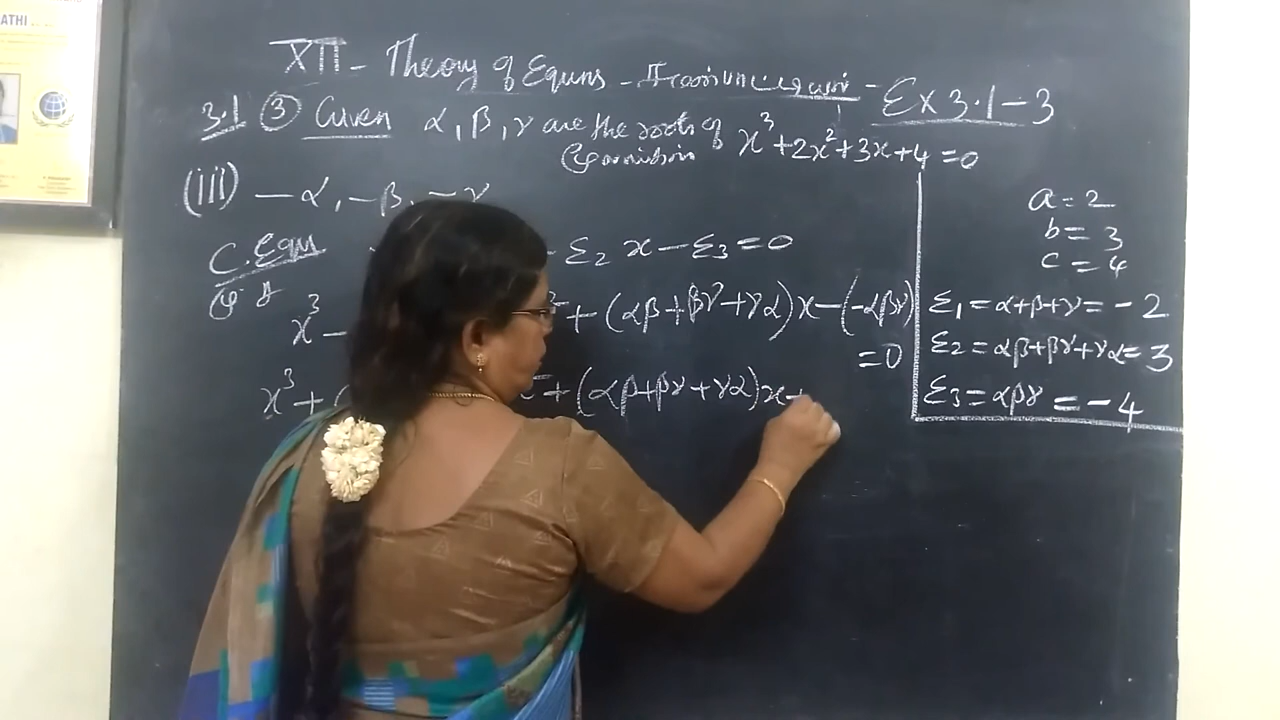 ATHI
XII - Theory of Equns - - Ex 3.1-3
3.1 ③ Given α, β, γ are the roots of x³+2x²+3x+4=0
(iii) -α, -β, -γ
C. Equn - Σ₂ x - Σ₃ = 0
x³ - + (αβ+βγ+γα)x - (-αβγ)
= 0
x³ + ( + (αβ+βγ+γα)x +
a = 2
b = 3
c = 4
Σ₁ = α+β+γ = -2
Σ₂ = αβ+βγ+γα = 3
Σ₃ = αβγ = -4